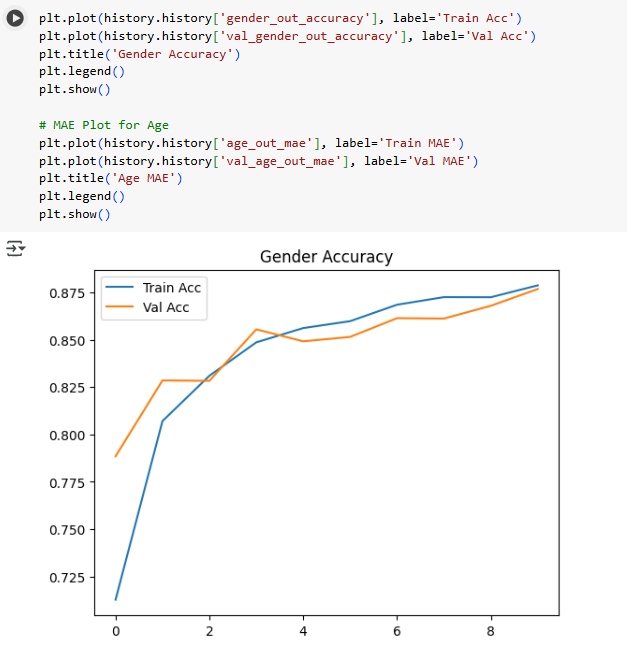 plt.plot(history.history['gender_out_accuracy'], label='Train Acc')
plt.plot(history.history['val_gender_out_accuracy'], label='Val Acc')
plt.title('Gender Accuracy')
plt.legend()
plt.show()

# MAE Plot for Age
plt.plot(history.history['age_out_mae'], label='Train MAE')
plt.plot(history.history['val_age_out_mae'], label='Val MAE')
plt.title('Age MAE')
plt.legend()
plt.show()
Gender Accuracy
Train Acc
Val Acc
0.875
0.850
0.825
0.800
0.775
0.750
0.725
0 2 4 6 8